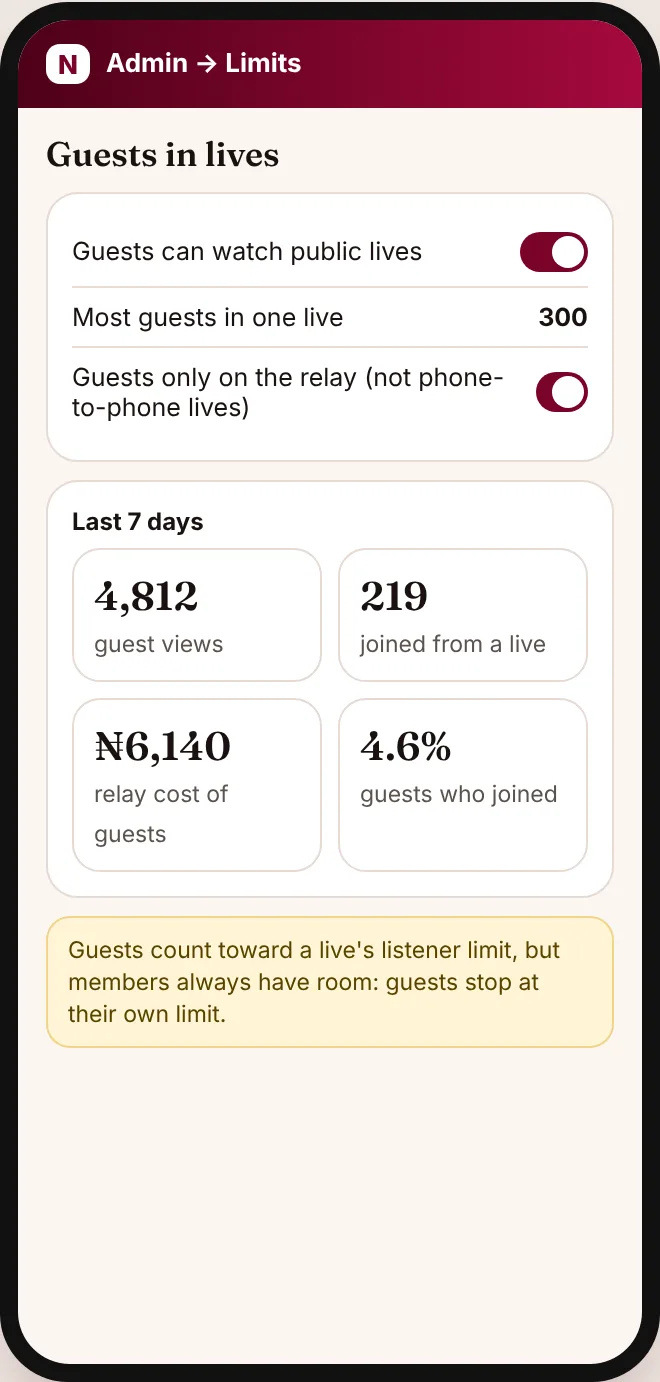 N
Admin → Limits
Guests in lives
Guests can watch public lives
Most guests in one live
300
Guests only on the relay (not phone-
to-phone lives)
Last 7 days
4,812
guest views
219
joined from a live
₦6,140
relay cost of
guests
4.6%
guests who joined
Guests count toward a live's listener limit, but
members always have room: guests stop at
their own limit.